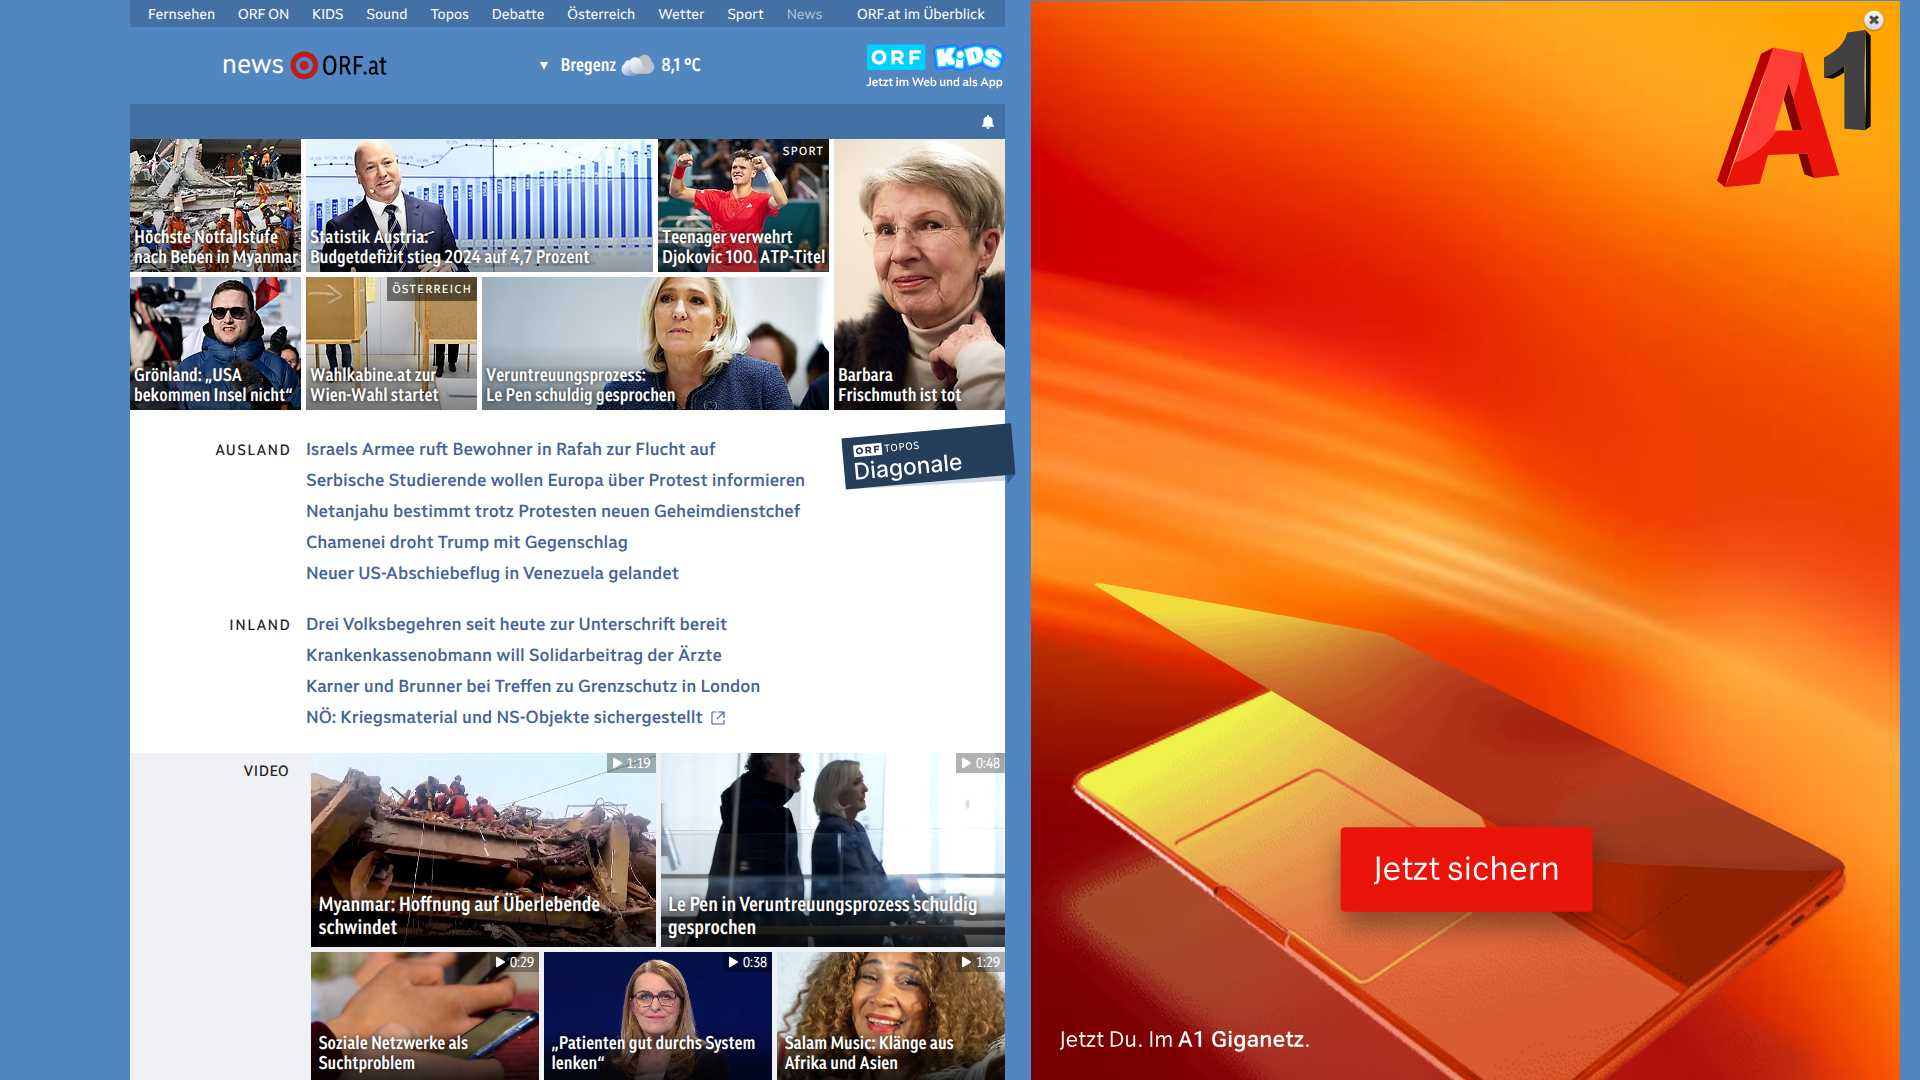 Fernsehen ORF ON KIDS Sound Topos Debatte Österreich Wetter Sport News ORF.at im Überblick
news ORF.at
Bregenz 8,1 °C
ORF KiDS
Jetzt im Web und als App
Höchste Notfallstufe
nach Beben in Myanmar
Statistik Austria:
Budgetdefizit stieg 2024 auf 4,7 Prozent
SPORT
Teenager verwehrt
Djokovic 100. ATP-Titel
Grönland: „USA
bekommen Insel nicht“
ÖSTERREICH
Wahlkabine.at zur
Wien-Wahl startet
Veruntreuungsprozess:
Le Pen schuldig gesprochen
Barbara
Frischmuth ist tot
AUSLAND
Israels Armee ruft Bewohner in Rafah zur Flucht auf
Serbische Studierende wollen Europa über Protest informieren
Netanjahu bestimmt trotz Protesten neuen Geheimdienstchef
Chamenei droht Trump mit Gegenschlag
Neuer US-Abschiebeflug in Venezuela gelandet
ORF TOPOS
Diagonale
INLAND
Drei Volksbegehren seit heute zur Unterschrift bereit
Krankenkassenobmann will Solidarbeitrag der Ärzte
Karner und Brunner bei Treffen zu Grenzschutz in London
NÖ: Kriegsmaterial und NS-Objekte sichergestellt
VIDEO
1:19
Myanmar: Hoffnung auf Überlebende
schwindet
0:48
Le Pen in Veruntreuungsprozess schuldig
gesprochen
0:29
Soziale Netzwerke als
Suchtproblem
0:38
„Patienten gut durchs System
lenken“
1:29
Salam Music: Klänge aus
Afrika und Asien
A1
Jetzt sichern
Jetzt Du. Im A1 Giganetz.